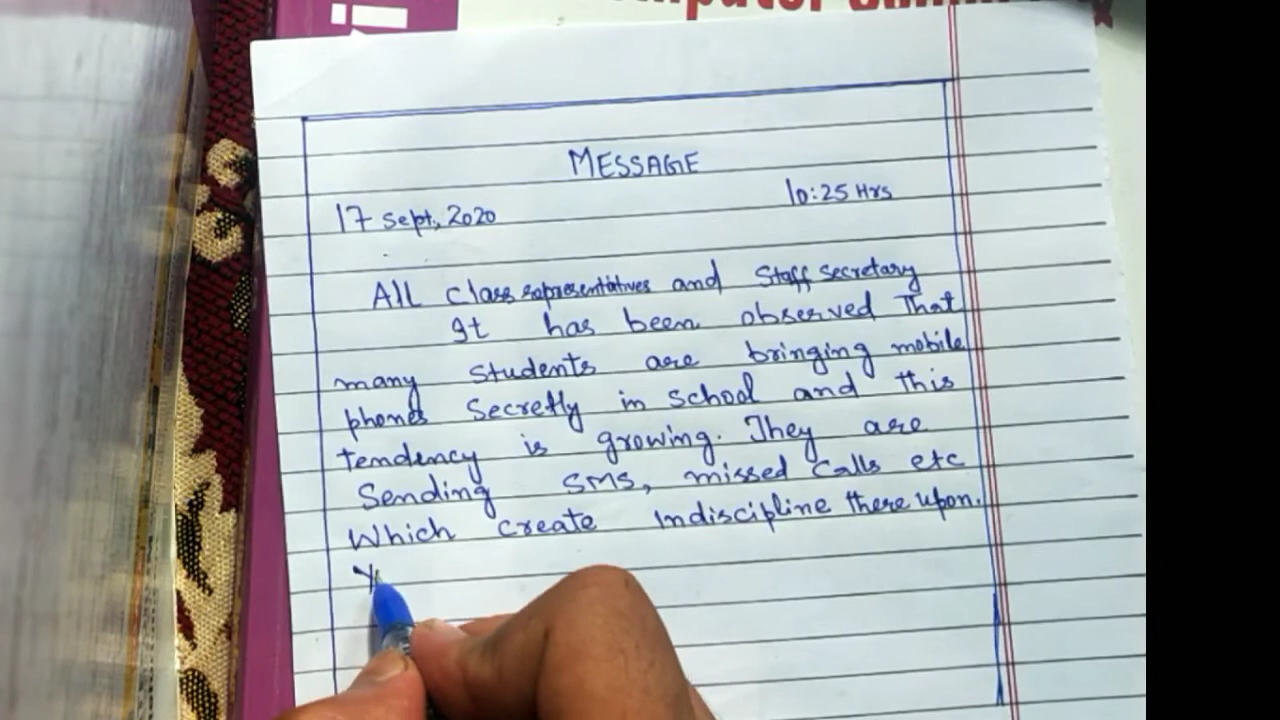 MESSAGE
17 Sept, 2020 10:25 Hrs
All Class representatives and Staff secretary
It has been observed That
many students are bringing mobile
phones secretly in school and this
tendency is growing. They are
Sending SMS, missed Calls etc
Which create Indiscipline there upon.
Y